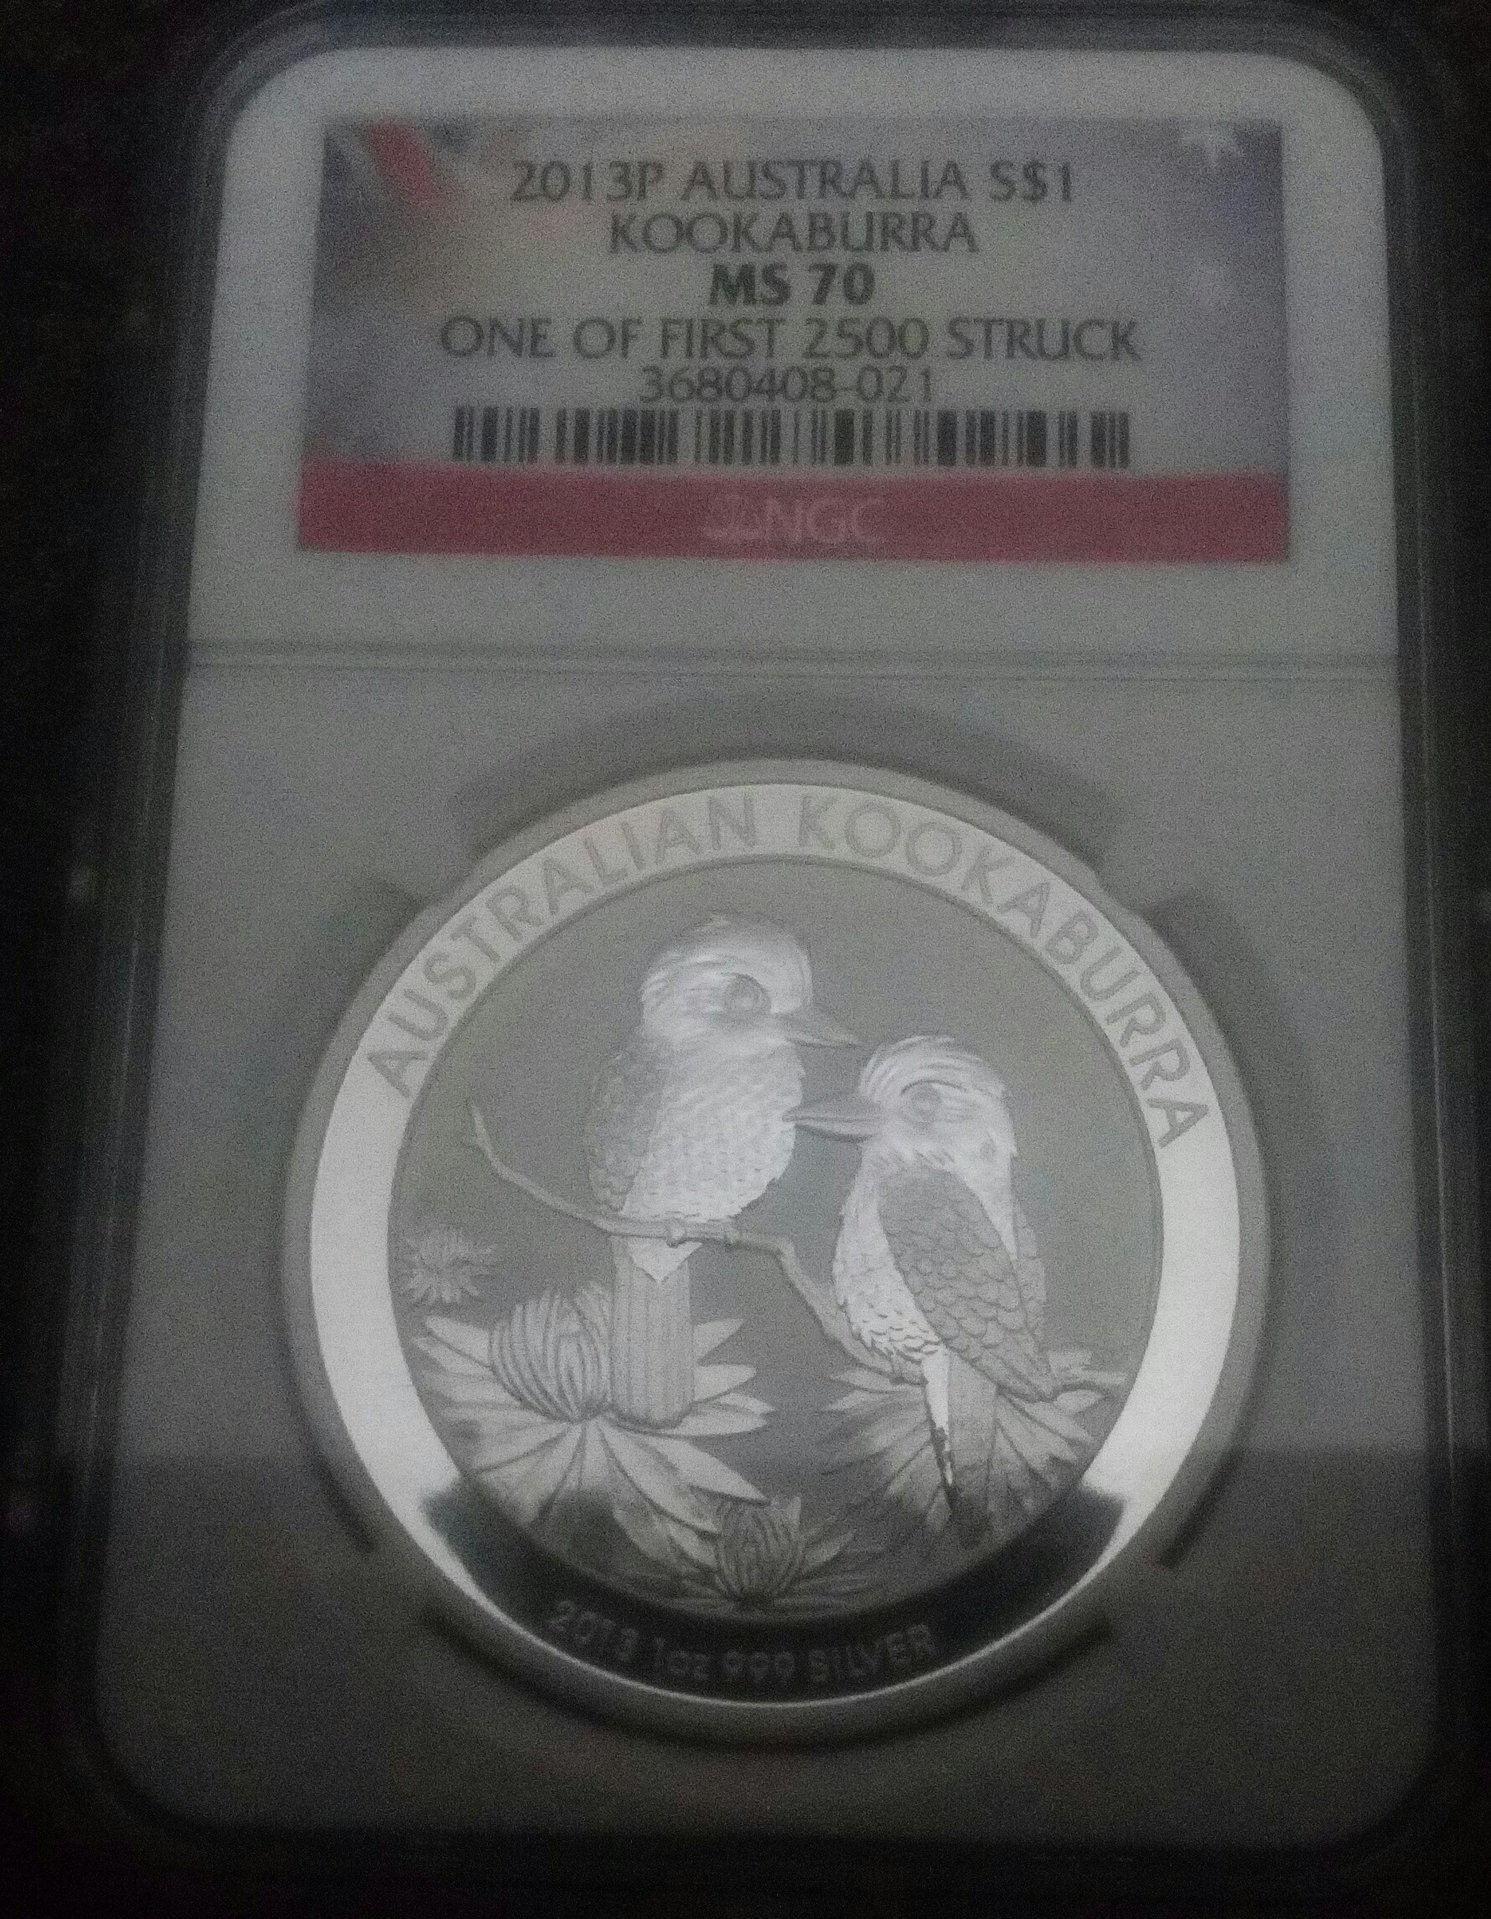 2013P AUSTRALIA S$1
KOOKABURRA
MS 70
ONE OF FIRST 2500 STRUCK
3680408-021
NGC
AUSTRALIAN KOOKABURRA
2013 1oz 999 SILVER